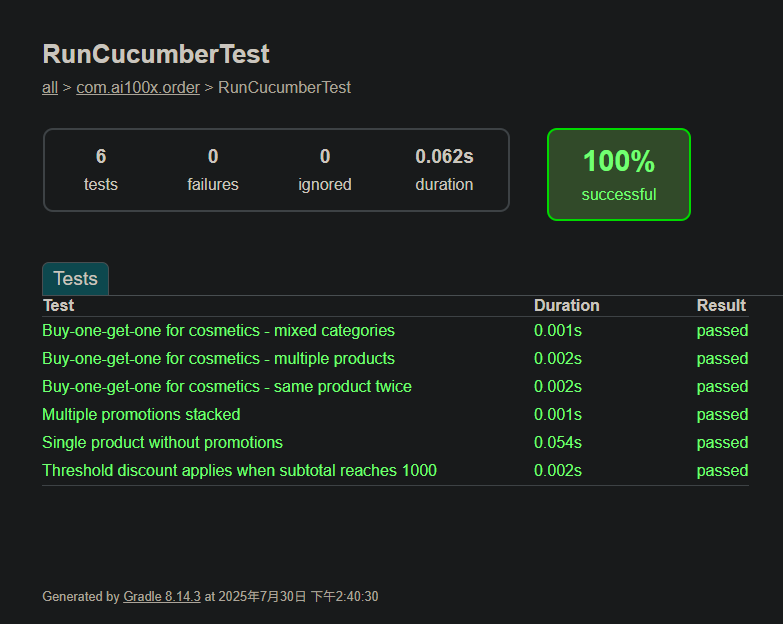 RunCucumberTest
all > com.ai100x.order > RunCucumberTest
6 0 0 0.062s 100%
tests failures ignored duration successful
Tests
Test Duration Result
Buy-one-get-one for cosmetics - mixed categories 0.001s passed
Buy-one-get-one for cosmetics - multiple products 0.002s passed
Buy-one-get-one for cosmetics - same product twice 0.002s passed
Multiple promotions stacked 0.001s passed
Single product without promotions 0.054s passed
Threshold discount applies when subtotal reaches 1000 0.002s passed
Generated by Gradle 8.14.3 at 2025年7月30日 下午2:40:30